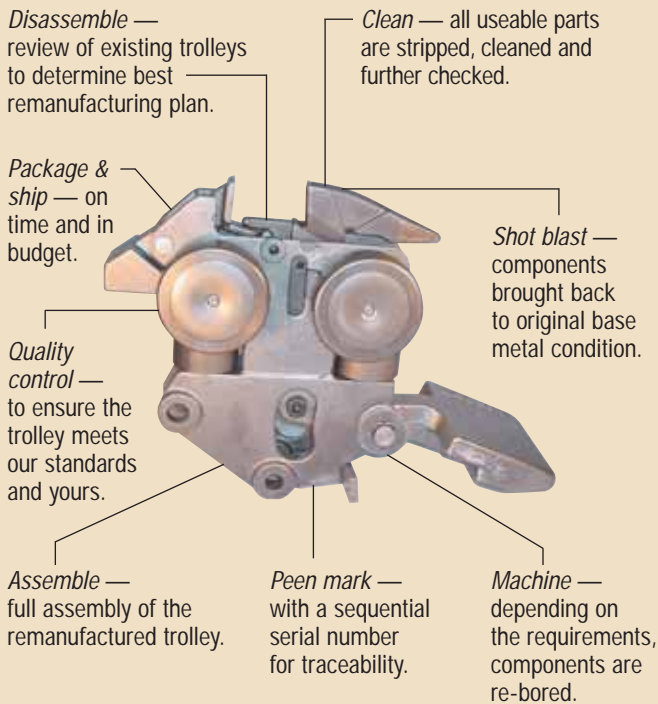 Disassemble —
review of existing trolleys
to determine best
remanufacturing plan.
Clean — all useable parts
are stripped, cleaned and
further checked.
Package &
ship — on
time and in
budget.
Shot blast —
components
brought back
to original base
metal condition.
Quality
control —
to ensure the
trolley meets
our standards
and yours.
Assemble —
full assembly of the
remanufactured trolley.
Peen mark —
with a sequential
serial number
for traceability.
Machine —
depending on
the requirements,
components are
re-bored.